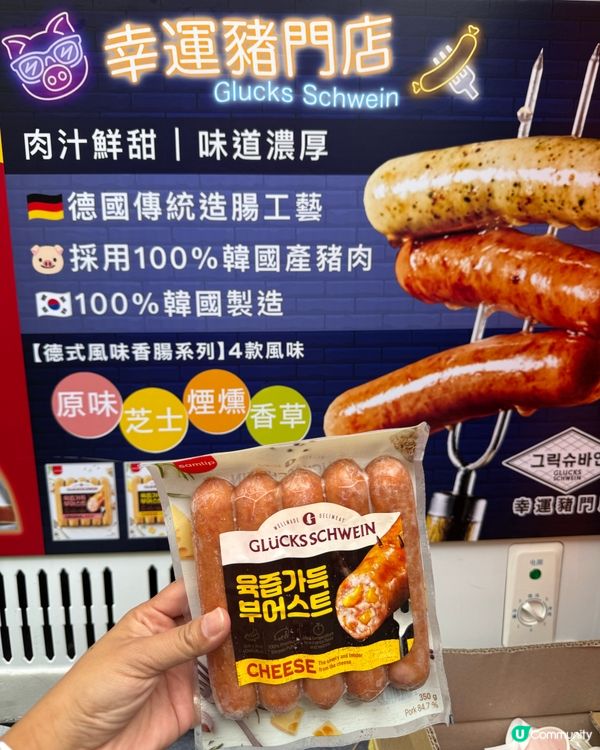 幸運豬門店
Glucks Schwein
肉汁鮮甜 | 味道濃厚
德國傳統造腸工藝
採用100%韓國產豬肉
100%韓國製造
【德式風味香腸系列】4款風味
原味
芝士
煙燻
香草
그릭슈바인
GLÜCKS
SCHWEIN
幸運豬門
samlip
WELLMADE G DELIMEAT
GLÜCKSSCHWEIN
육즙가득
부어스트
CHEESE
350 g
Pork 84.7 %
U Community